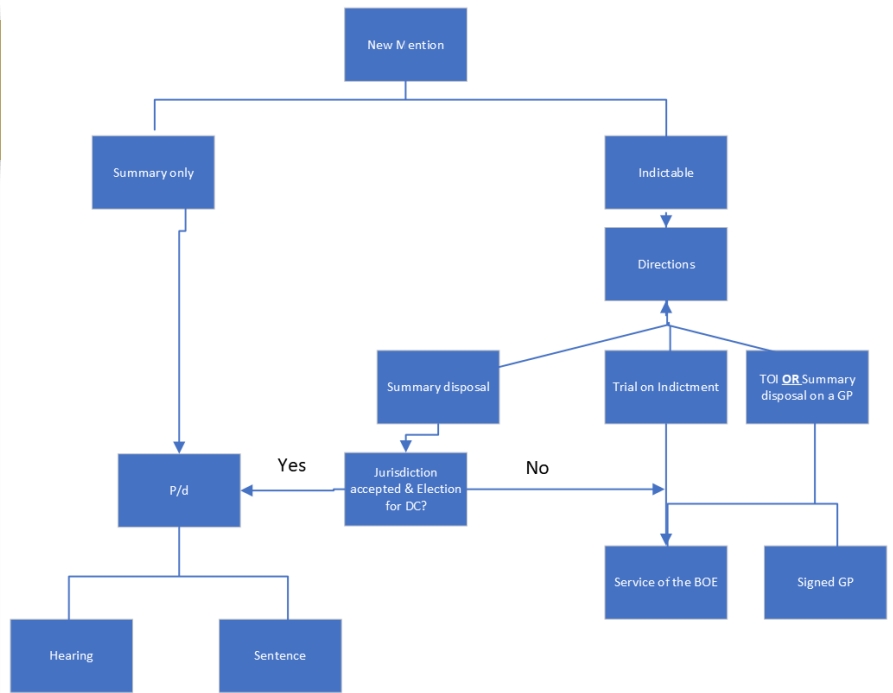 New Mention
Summary only
Indictable
Directions
Summary disposal
Trial on Indictment
TOI OR Summary
disposal on a GP
Yes
No
P/d
Jurisdiction
accepted & Election
for DC?
Service of the BOE
Signed GP
Hearing
Sentence